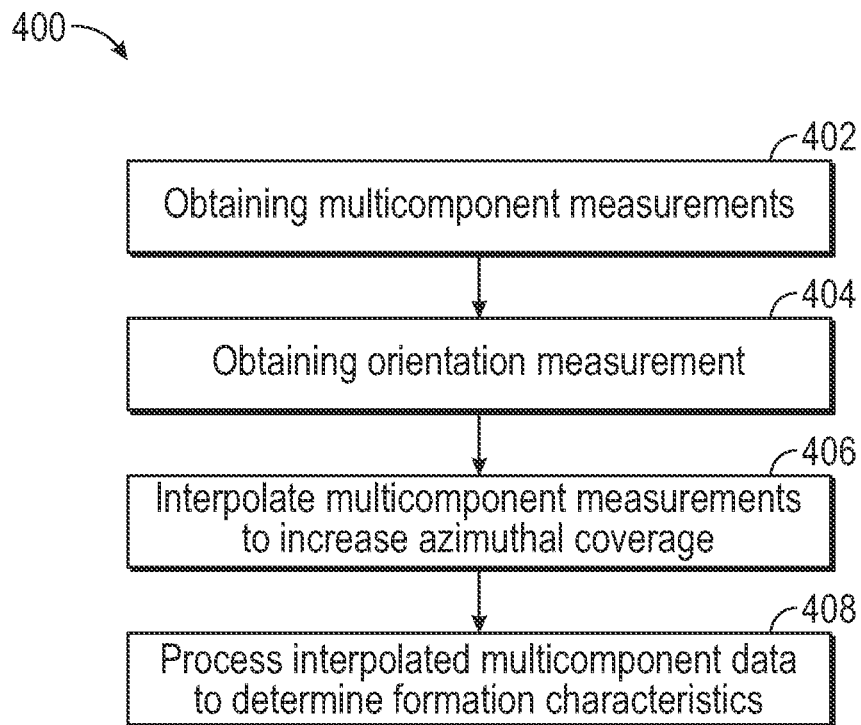 400
402
Obtaining multicomponent measurements
404
Obtaining orientation measurement
406
Interpolate multicomponent measurements
to increase azimuthal coverage
408
Process interpolated multicomponent data
to determine formation characteristics